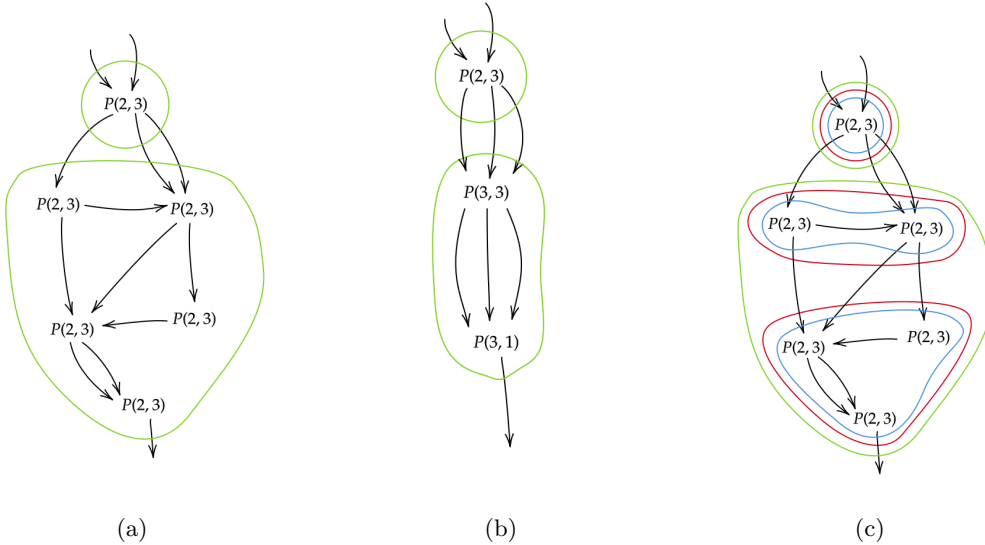 P(2, 3)
P(2, 3)
P(2, 3)
P(2, 3)
P(2, 3)
P(2, 3)
(a)
P(2, 3)
P(3, 3)
P(3, 1)
(b)
P(2, 3)
P(2, 3)
P(2, 3)
P(2, 3)
P(2, 3)
P(2, 3)
(c)